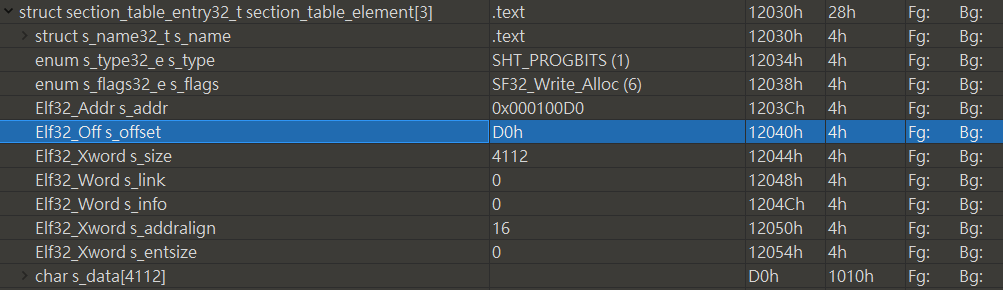 struct section_table_entry32_t section_table_element[3] .text 12030h 28h Fg: Bg:
struct s_name32_t s_name .text 12030h 4h Fg: Bg:
enum s_type32_e s_type SHT_PROGBITS (1) 12034h 4h Fg: Bg:
enum s_flags32_e s_flags SF32_Write_Alloc (6) 12038h 4h Fg: Bg:
Elf32_Addr s_addr 0x000100D0 1203Ch 4h Fg: Bg:
Elf32_Off s_offset D0h 12040h 4h Fg: Bg:
Elf32_Xword s_size 4112 12044h 4h Fg: Bg:
Elf32_Word s_link 0 12048h 4h Fg: Bg:
Elf32_Word s_info 0 1204Ch 4h Fg: Bg:
Elf32_Xword s_addralign 16 12050h 4h Fg: Bg:
Elf32_Xword s_entsize 0 12054h 4h Fg: Bg:
char s_data[4112] D0h 1010h Fg: Bg: